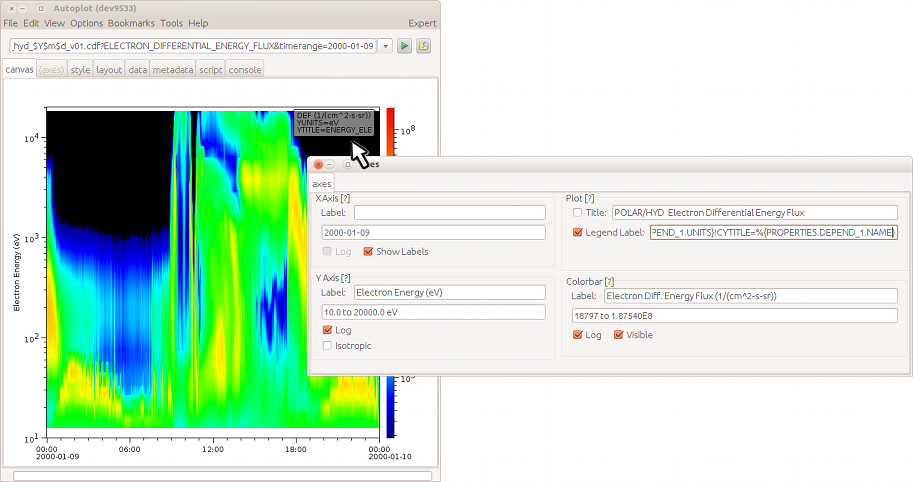 Autoplot (dev9533)
File Edit View Options Bookmarks Tools Help Expert
_hyd_$Y$m$d_v01.cdf?ELECTRON_DIFFERENTIAL_ENERGY_FLUX&timerange=2000-01-09
canvas (axes) style layout data metadata script console
DEF (1/(cm^2-s-sr))
YUNITS=eV
YTITLE=ENERGY_ELE
10^4
10^3
10^2
10^1
Electron Energy (eV)
10^8
00:00 06:00 12:00 18:00 00:00
2000-01-09 2000-01-10
axes
X Axis [?]
Label:
2000-01-09
Log Show Labels
Y Axis [?]
Label: Electron Energy (eV)
10.0 to 20000.0 eV
Log
Isotropic
Plot [?]
Title: POLAR/HYD Electron Differential Energy Flux
Legend Label: PEND_1.UNITS}!CYTITLE=%{PROPERTIES.DEPEND_1.NAME}
Colorbar [?]
Label: Electron Diff. Energy Flux (1/(cm^2-s-sr))
18797 to 1.87540E8
Log Visible